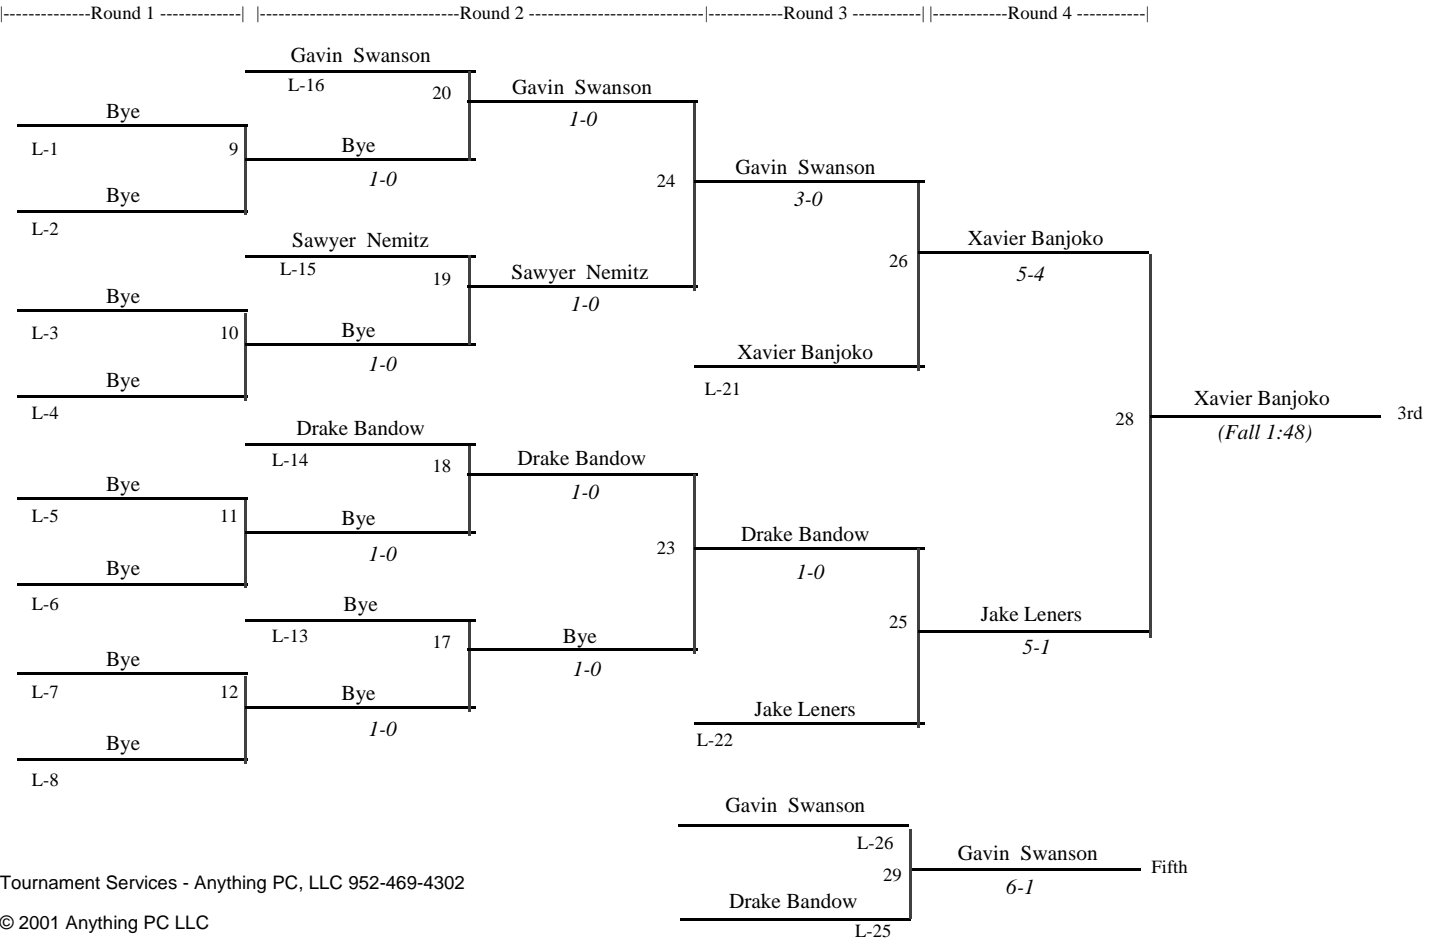 |---------------Round 1 --------------| |-----------------------------------Round 2 -------------------------------|-------------Round 3 ------------| |-------------Round 4 ------------|
Gavin  Swanson
L-16
20
Gavin  Swanson
1-0
Bye
L-1
9
Bye
1-0
Bye
L-2
24
Gavin  Swanson
3-0
Sawyer  Nemitz
L-15
19
Sawyer  Nemitz
1-0
26
Xavier Banjoko
5-4
Bye
L-3
10
Bye
1-0
Bye
L-4
Xavier Banjoko
L-21
28
Xavier Banjoko
3rd
(Fall 1:48)
Drake Bandow
L-14
18
Drake Bandow
1-0
Bye
L-5
11
Bye
1-0
Bye
L-6
23
Drake Bandow
1-0
Bye
L-13
17
Bye
1-0
25
Jake Leners
5-1
Bye
L-7
12
Bye
1-0
Bye
L-8
Jake Leners
L-22
Gavin  Swanson
L-26
29
Gavin  Swanson
Fifth
6-1
Drake Bandow
L-25
Tournament Services - Anything PC, LLC 952-469-4302
© 2001 Anything PC LLC